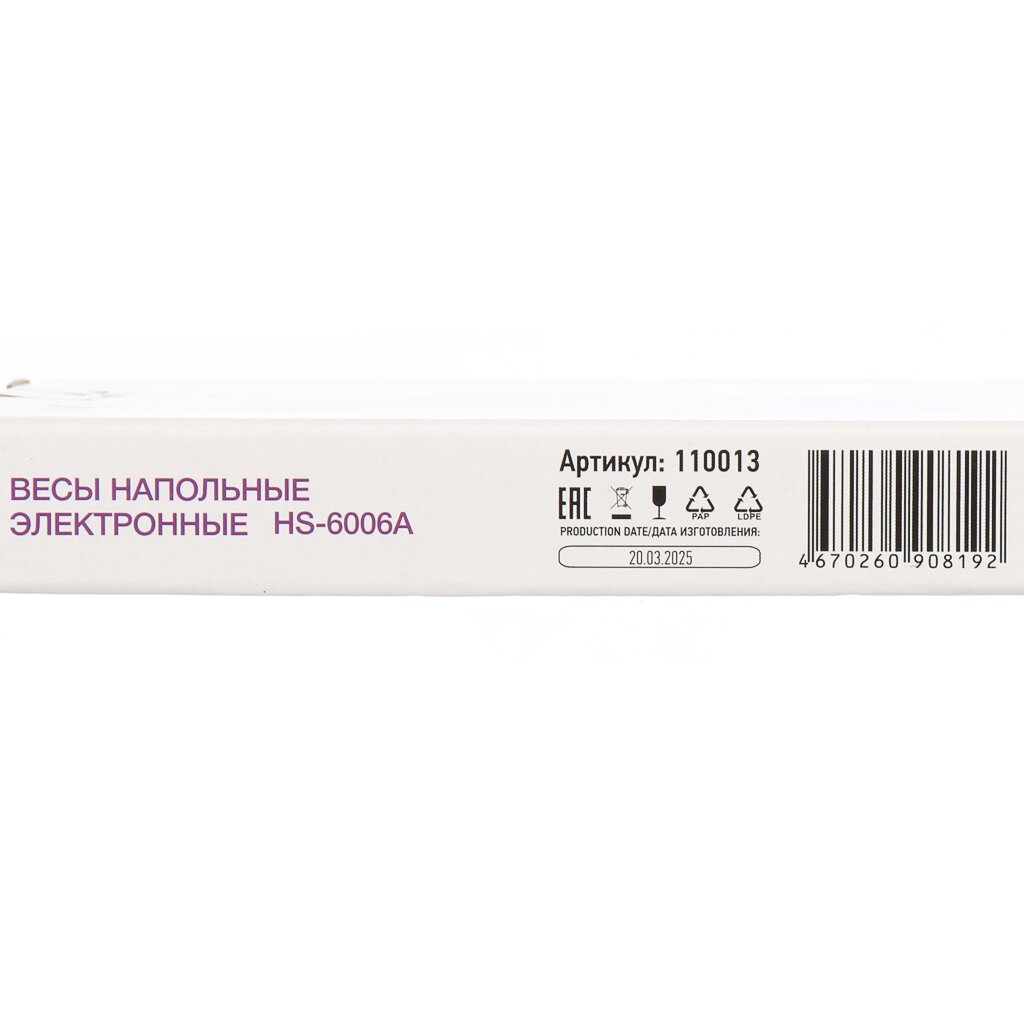 ВЕСЫ НАПОЛЬНЫЕ
ЭЛЕКТРОННЫЕ HS-6006A
Артикул: 110013
EAC
PAP LDPE
PRODUCTION DATE/ДАТА ИЗГОТОВЛЕНИЯ:
20.03.2025
4 670260 908192